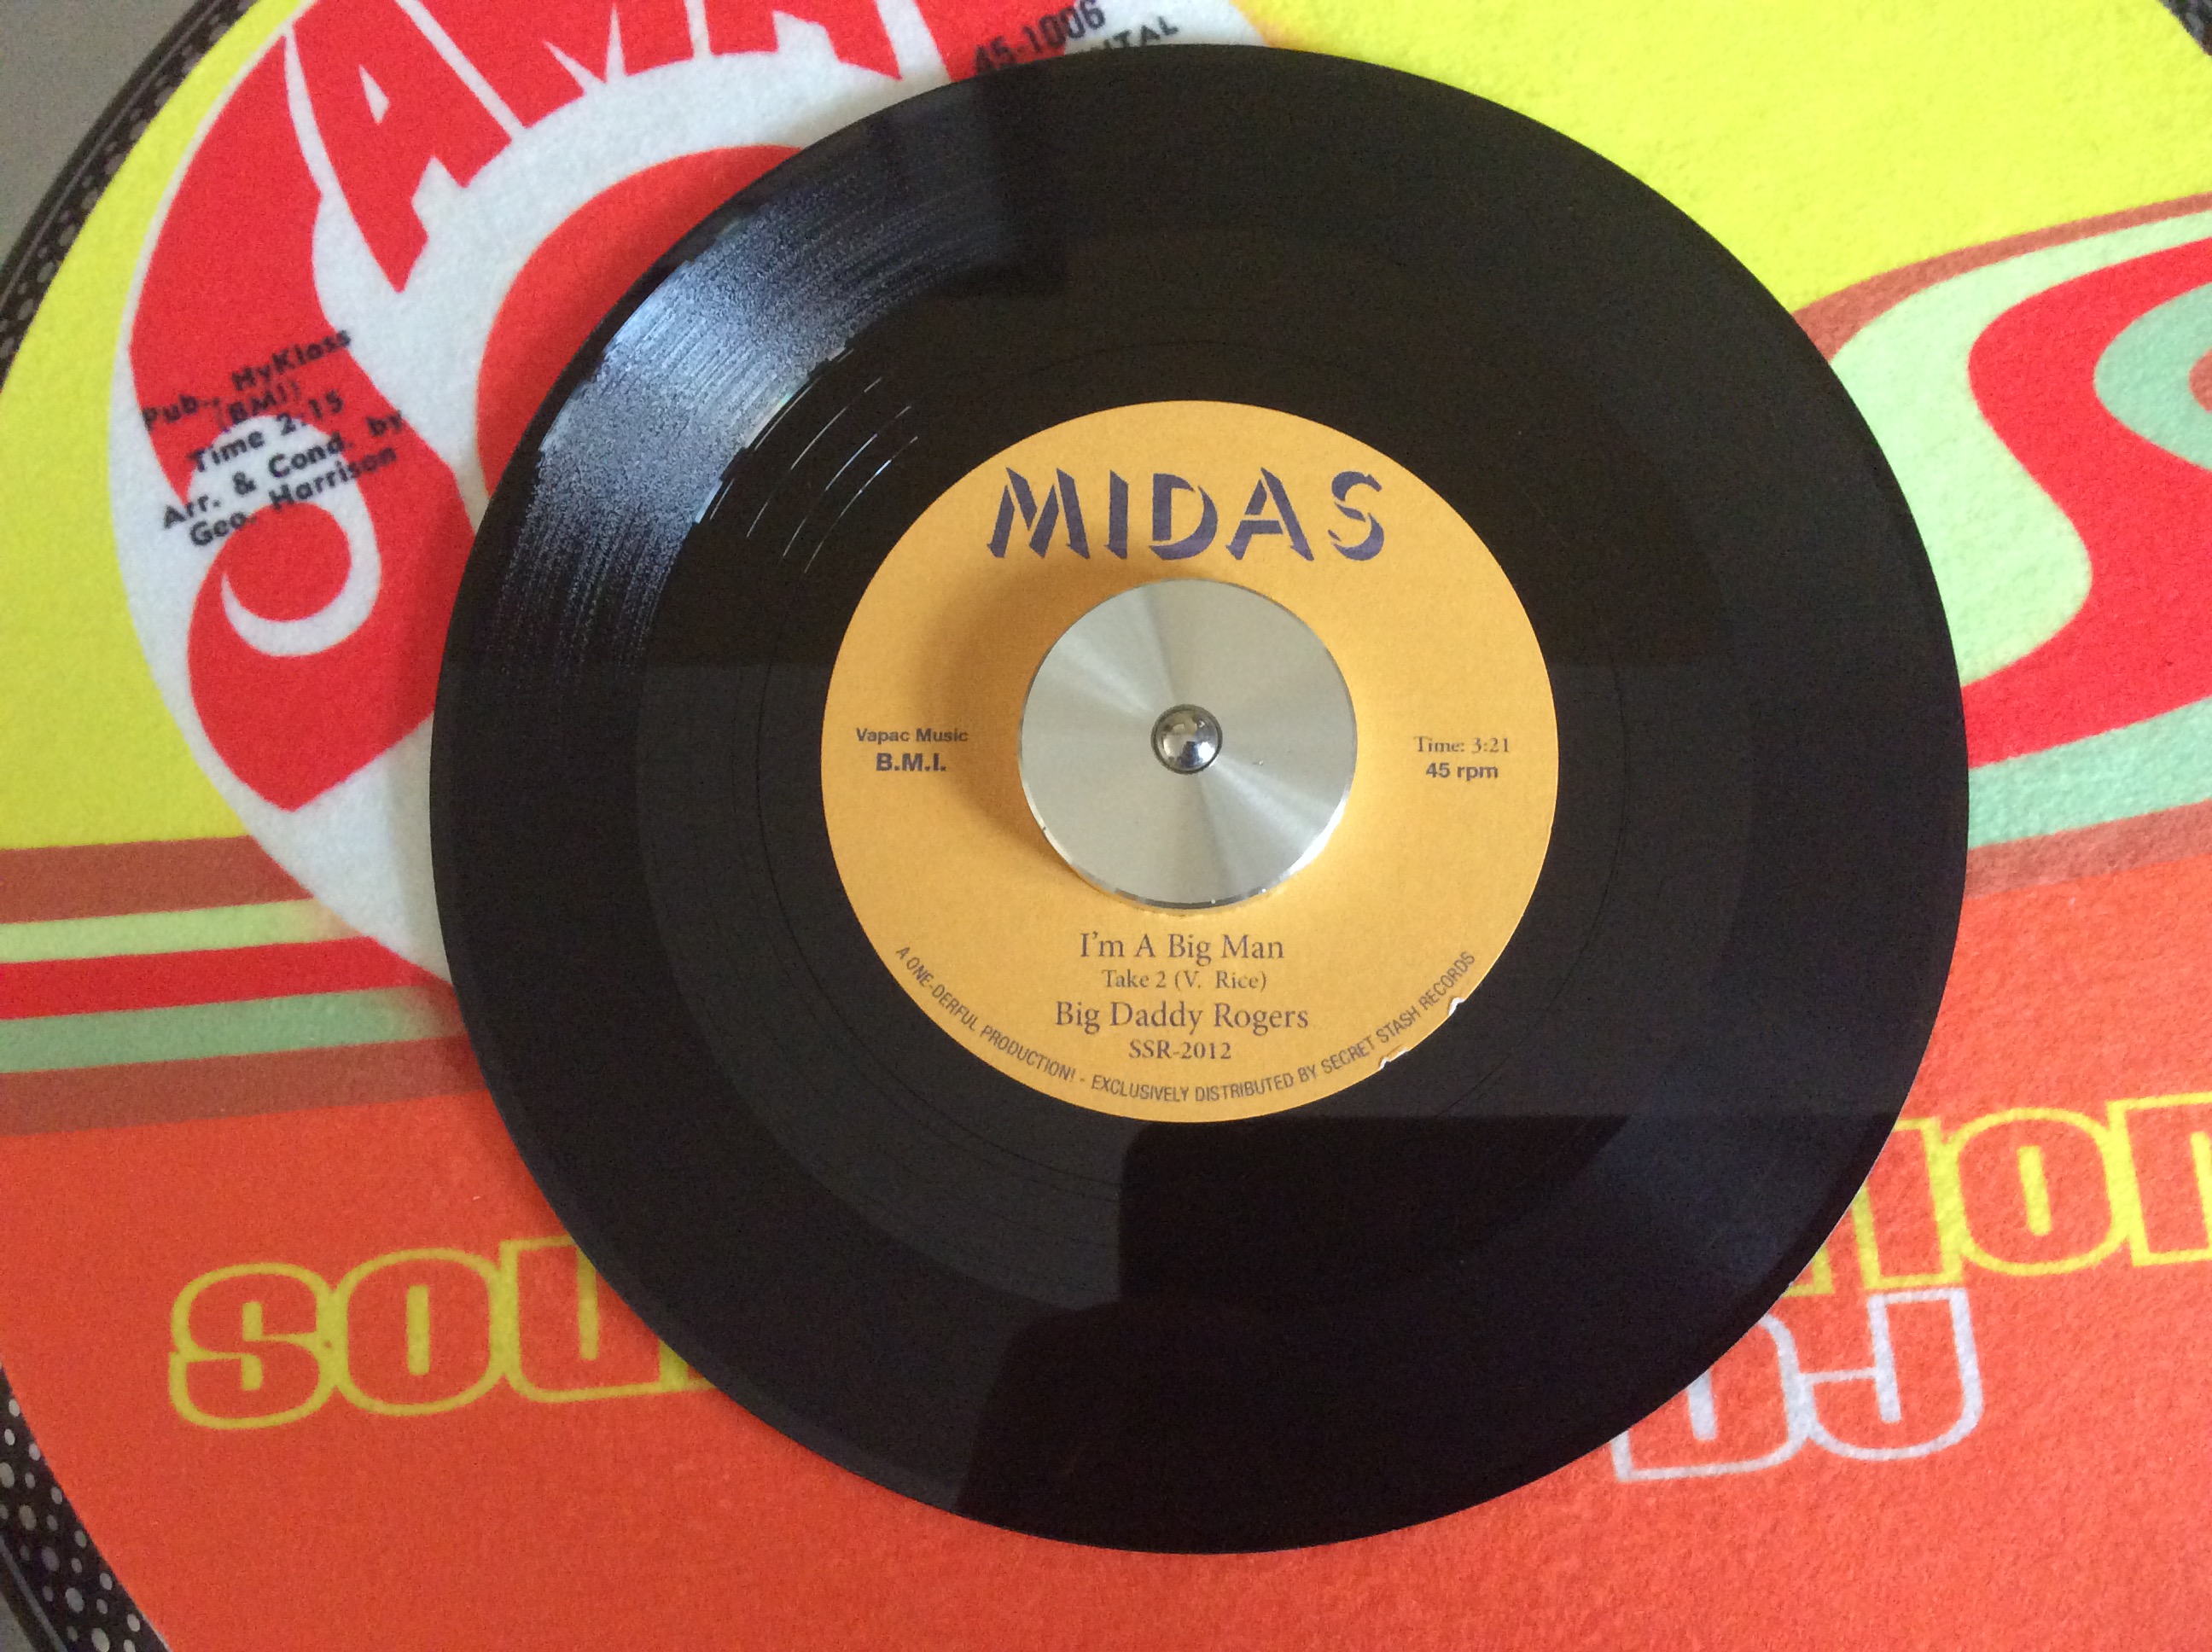 45-1006
Pub., HyKloss
(BMI)
Time 2:15
Arr. & Cond. by
Geo. Harrison
MIDAS
Vapac Music
B.M.I.
Time: 3:21
45 rpm
I'm A Big Man
Take 2 (V. Rice)
Big Daddy Rogers
SSR-2012
A ONE-DERFUL PRODUCTION! - EXCLUSIVELY DISTRIBUTED BY SECRET STASH RECORDS
DJ